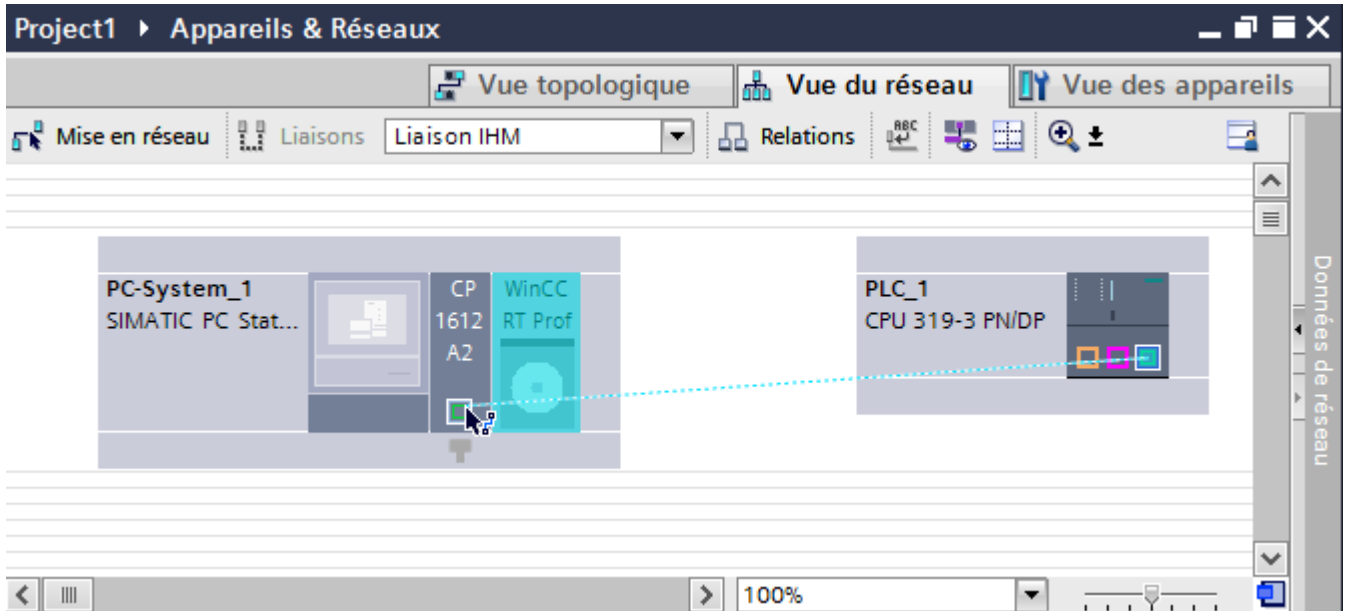 Project1 ▸ Appareils & Réseaux
Vue topologique
Vue du réseau
Vue des appareils
Mise en réseau
Liaisons
Liaison IHM
Relations
ABC
PC-System_1
SIMATIC PC Stat...
CP
1612
A2
WinCC
RT Prof
PLC_1
CPU 319-3 PN/DP
Données de réseau
100%